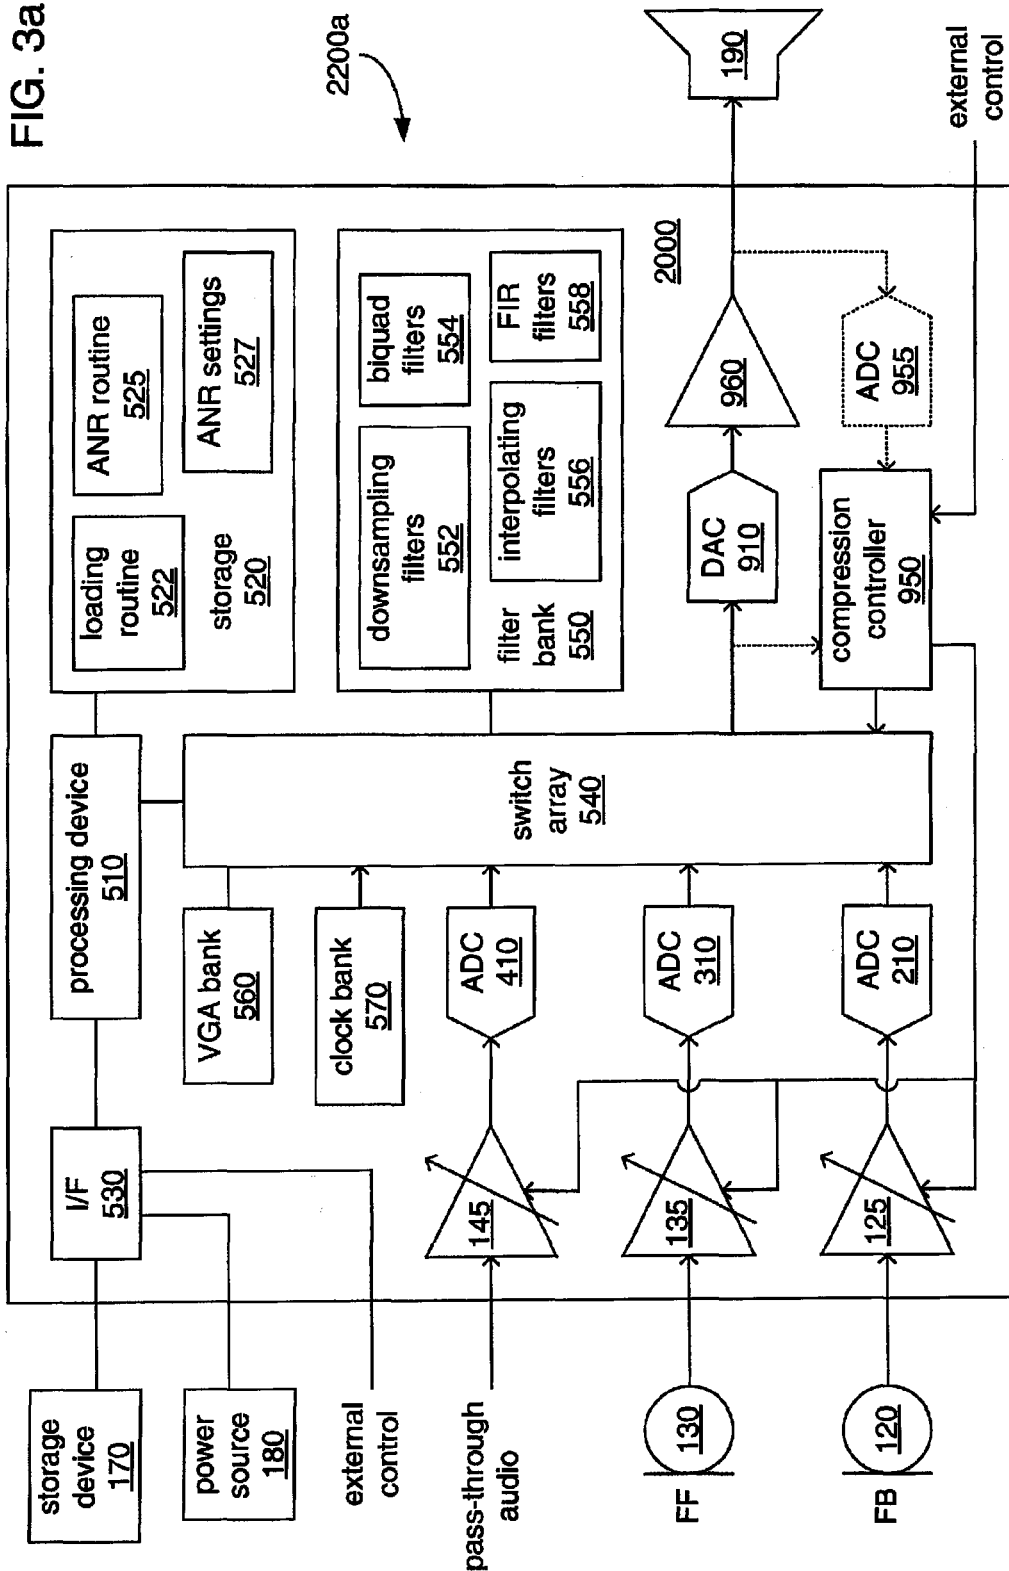 FIG. 3a
2200a
storage
device
170
power
source
180
external
control
pass-through
audio
FF
130
FB
120
I/F
530
processing device
510
loading
routine
522
ANR routine
525
ANR settings
527
storage
520
VGA bank
560
clock bank
570
switch
array
540
downsampling
filters
552
biquad
filters
554
interpolating
filters
556
FIR
filters
558
filter
bank
550
145
ADC
410
135
ADC
310
125
ADC
210
2000
DAC
910
960
190
compression
controller
950
ADC
955
external
control